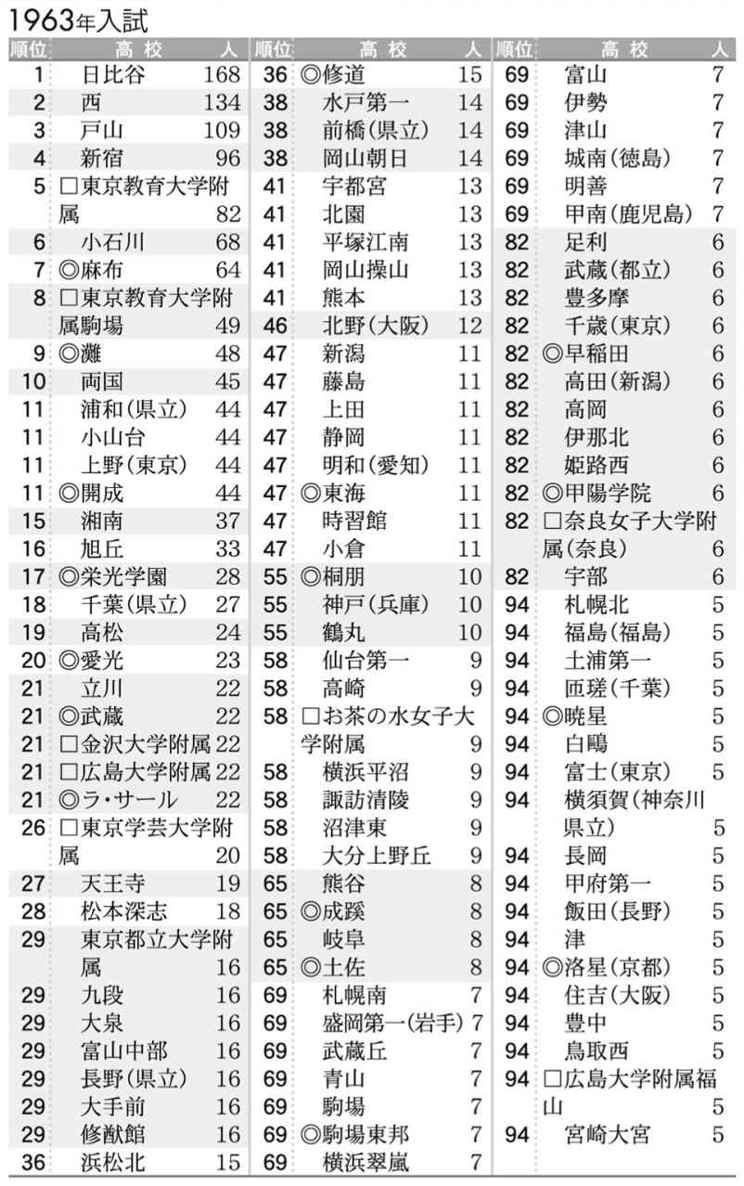 1963年入試
順位 高校 人
1 日比谷 168
2 西 134
3 戸山 109
4 新宿 96
5 □東京教育大学附
属 82
6 小石川 68
7 ◎麻布 64
8 □東京教育大学附
属駒場 49
9 ◎灘 48
10 両国 45
11 浦和(県立) 44
11 小山台 44
11 上野(東京) 44
11 ◎開成 44
15 湘南 37
16 旭丘 33
17 ◎栄光学園 28
18 千葉(県立) 27
19 高松 24
20 ◎愛光 23
21 立川 22
21 ◎武蔵 22
21 □金沢大学附属 22
21 □広島大学附属 22
21 ◎ラ・サール 22
26 □東京学芸大学附
属 20
27 天王寺 19
28 松本深志 18
29 東京都立大学附
属 16
29 九段 16
29 大泉 16
29 富山中部 16
29 長野(県立) 16
29 大手前 16
29 修猷館 16
36 浜松北 15
順位 高校 人
36 ◎修道 15
38 水戸第一 14
38 前橋(県立) 14
38 岡山朝日 14
41 宇都宮 13
41 北園 13
41 平塚江南 13
41 岡山操山 13
41 熊本 13
46 北野(大阪) 12
47 新潟 11
47 藤島 11
47 上田 11
47 静岡 11
47 明和(愛知) 11
47 ◎東海 11
47 時習館 11
47 小倉 11
55 ◎桐朋 10
55 神戸(兵庫) 10
55 鶴丸 10
58 仙台第一 9
58 高崎 9
58 □お茶の水女子大
学附属 9
58 横浜平沼 9
58 諏訪清陵 9
58 沼津東 9
58 大分上野丘 9
65 熊谷 8
65 ◎成蹊 8
65 岐阜 8
65 ◎土佐 8
69 札幌南 7
69 盛岡第一(岩手) 7
69 武蔵丘 7
69 青山 7
69 駒場 7
69 ◎駒場東邦 7
69 横浜翠嵐 7
順位 高校 人
69 富山 7
69 伊勢 7
69 津山 7
69 城南(徳島) 7
69 明善 7
69 甲南(鹿児島) 7
82 足利 6
82 武蔵(都立) 6
82 豊多摩 6
82 千歳(東京) 6
82 ◎早稲田 6
82 高田(新潟) 6
82 高岡 6
82 伊那北 6
82 姫路西 6
82 ◎甲陽学院 6
82 □奈良女子大学附
属(奈良) 6
82 宇部 6
94 札幌北 5
94 福島(福島) 5
94 土浦第一 5
94 匝瑳(千葉) 5
94 ◎暁星 5
94 白鷗 5
94 富士(東京) 5
94 横須賀(神奈川
県立) 5
94 長岡 5
94 甲府第一 5
94 飯田(長野) 5
94 津 5
94 ◎洛星(京都) 5
94 住吉(大阪) 5
94 豊中 5
94 鳥取西 5
94 □広島大学附属福
山 5
94 宮崎大宮 5